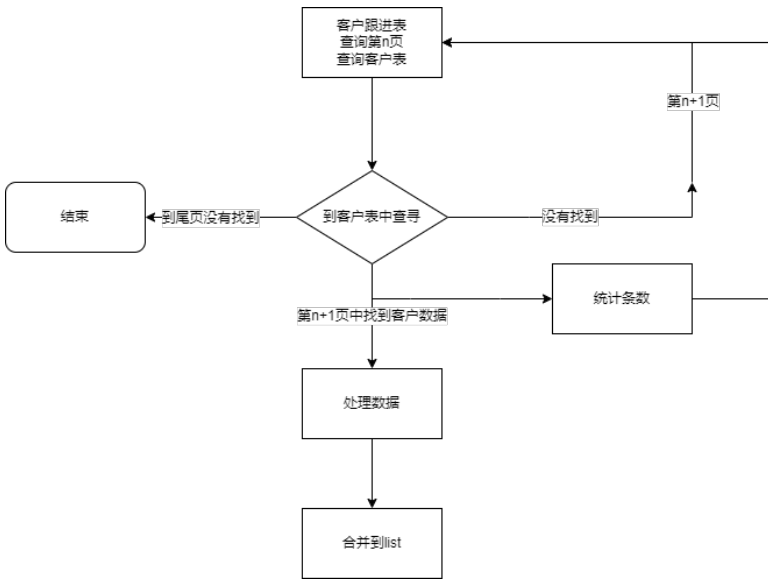 客户跟进表
查询第n页
查询客户表
第n+1页
结束
到尾页没有找到
到客户表中查寻
没有找到
统计条数
第n+1页中找到客户数据
处理数据
合并到list